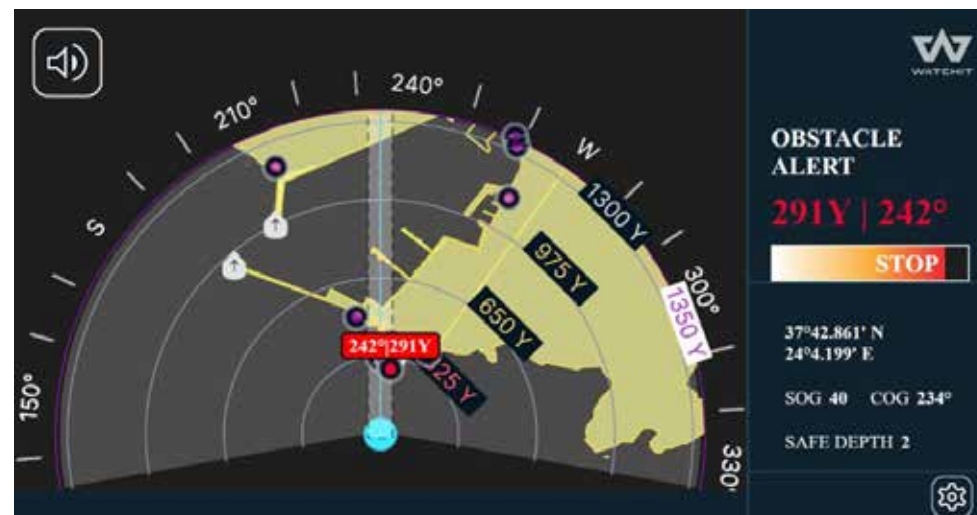 240°
210°
W
S
1300 Y
975 Y
300°
1350 Y
650 Y
242°|291Y
25 Y
150°
330°
WATCHIT
OBSTACLE
ALERT
291Y | 242°
STOP
37°42.861' N
24°4.199' E
SOG 40 COG 234°
SAFE DEPTH 2